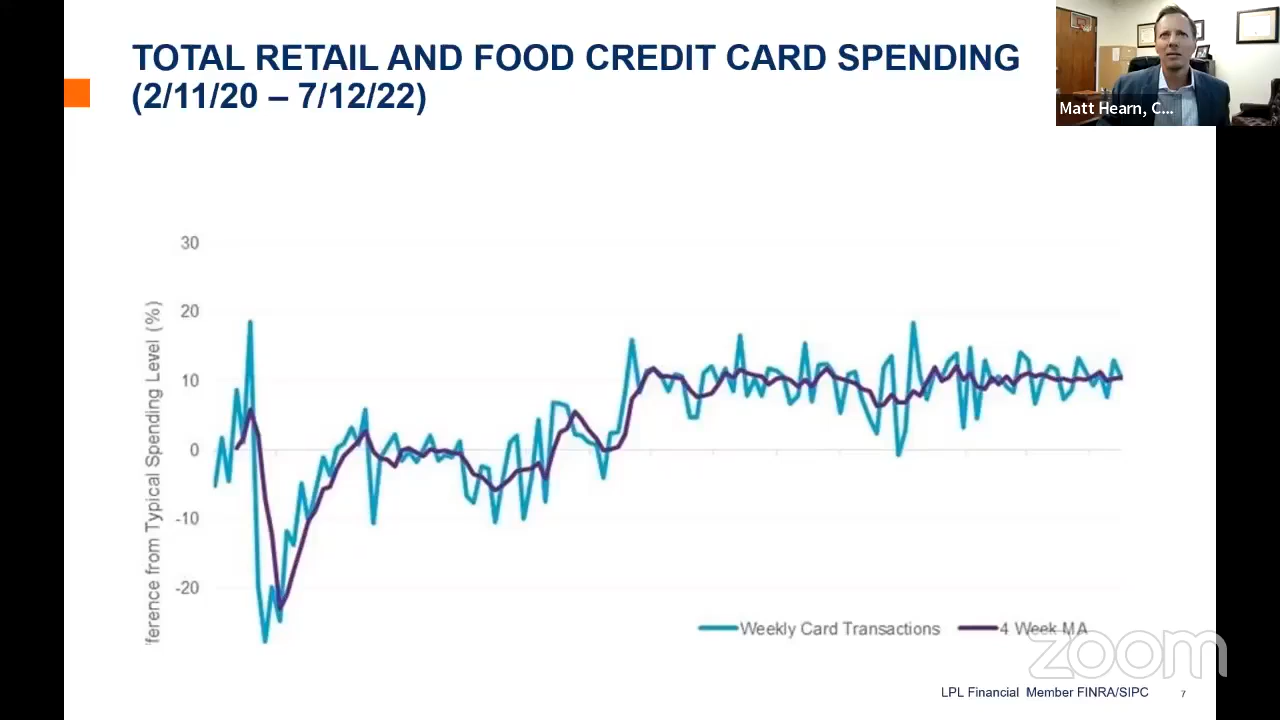 TOTAL RETAIL AND FOOD CREDIT CARD SPENDING
(2/11/20 – 7/12/22)
Matt Hearn, C...
30
20
10
0
-10
-20
from Typical Spending Level (%)
Weekly Card Transactions
4 Week MA
zoom
LPL Financial Member FINRA/SIPC
7